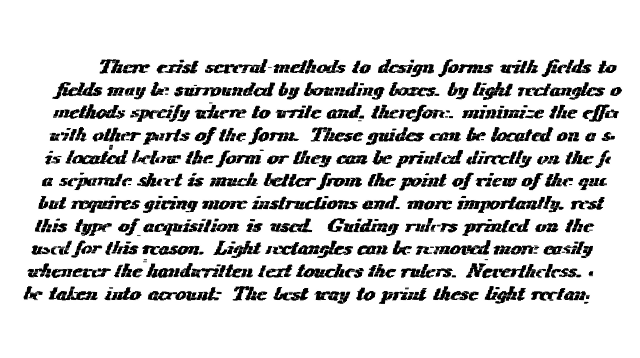 There exist several methods to design forms with fields to
fields may be surrounded by bounding boxes, by light rectangles o
methods specify where to write and, therefore, minimize the effe
with other parts of the form. These guides can be located on a s
is located below the form or they can be printed directly on the fo
a separate sheet is much better from the point of view of the qua
but requires giving more instructions and, more importantly, rest
this type of acquisition is used. Guiding rulers printed on the
used for this reason. Light rectangles can be removed more easily
whenever the handwritten text touches the rulers. Nevertheless,
be taken into account: The best way to print these light rectan